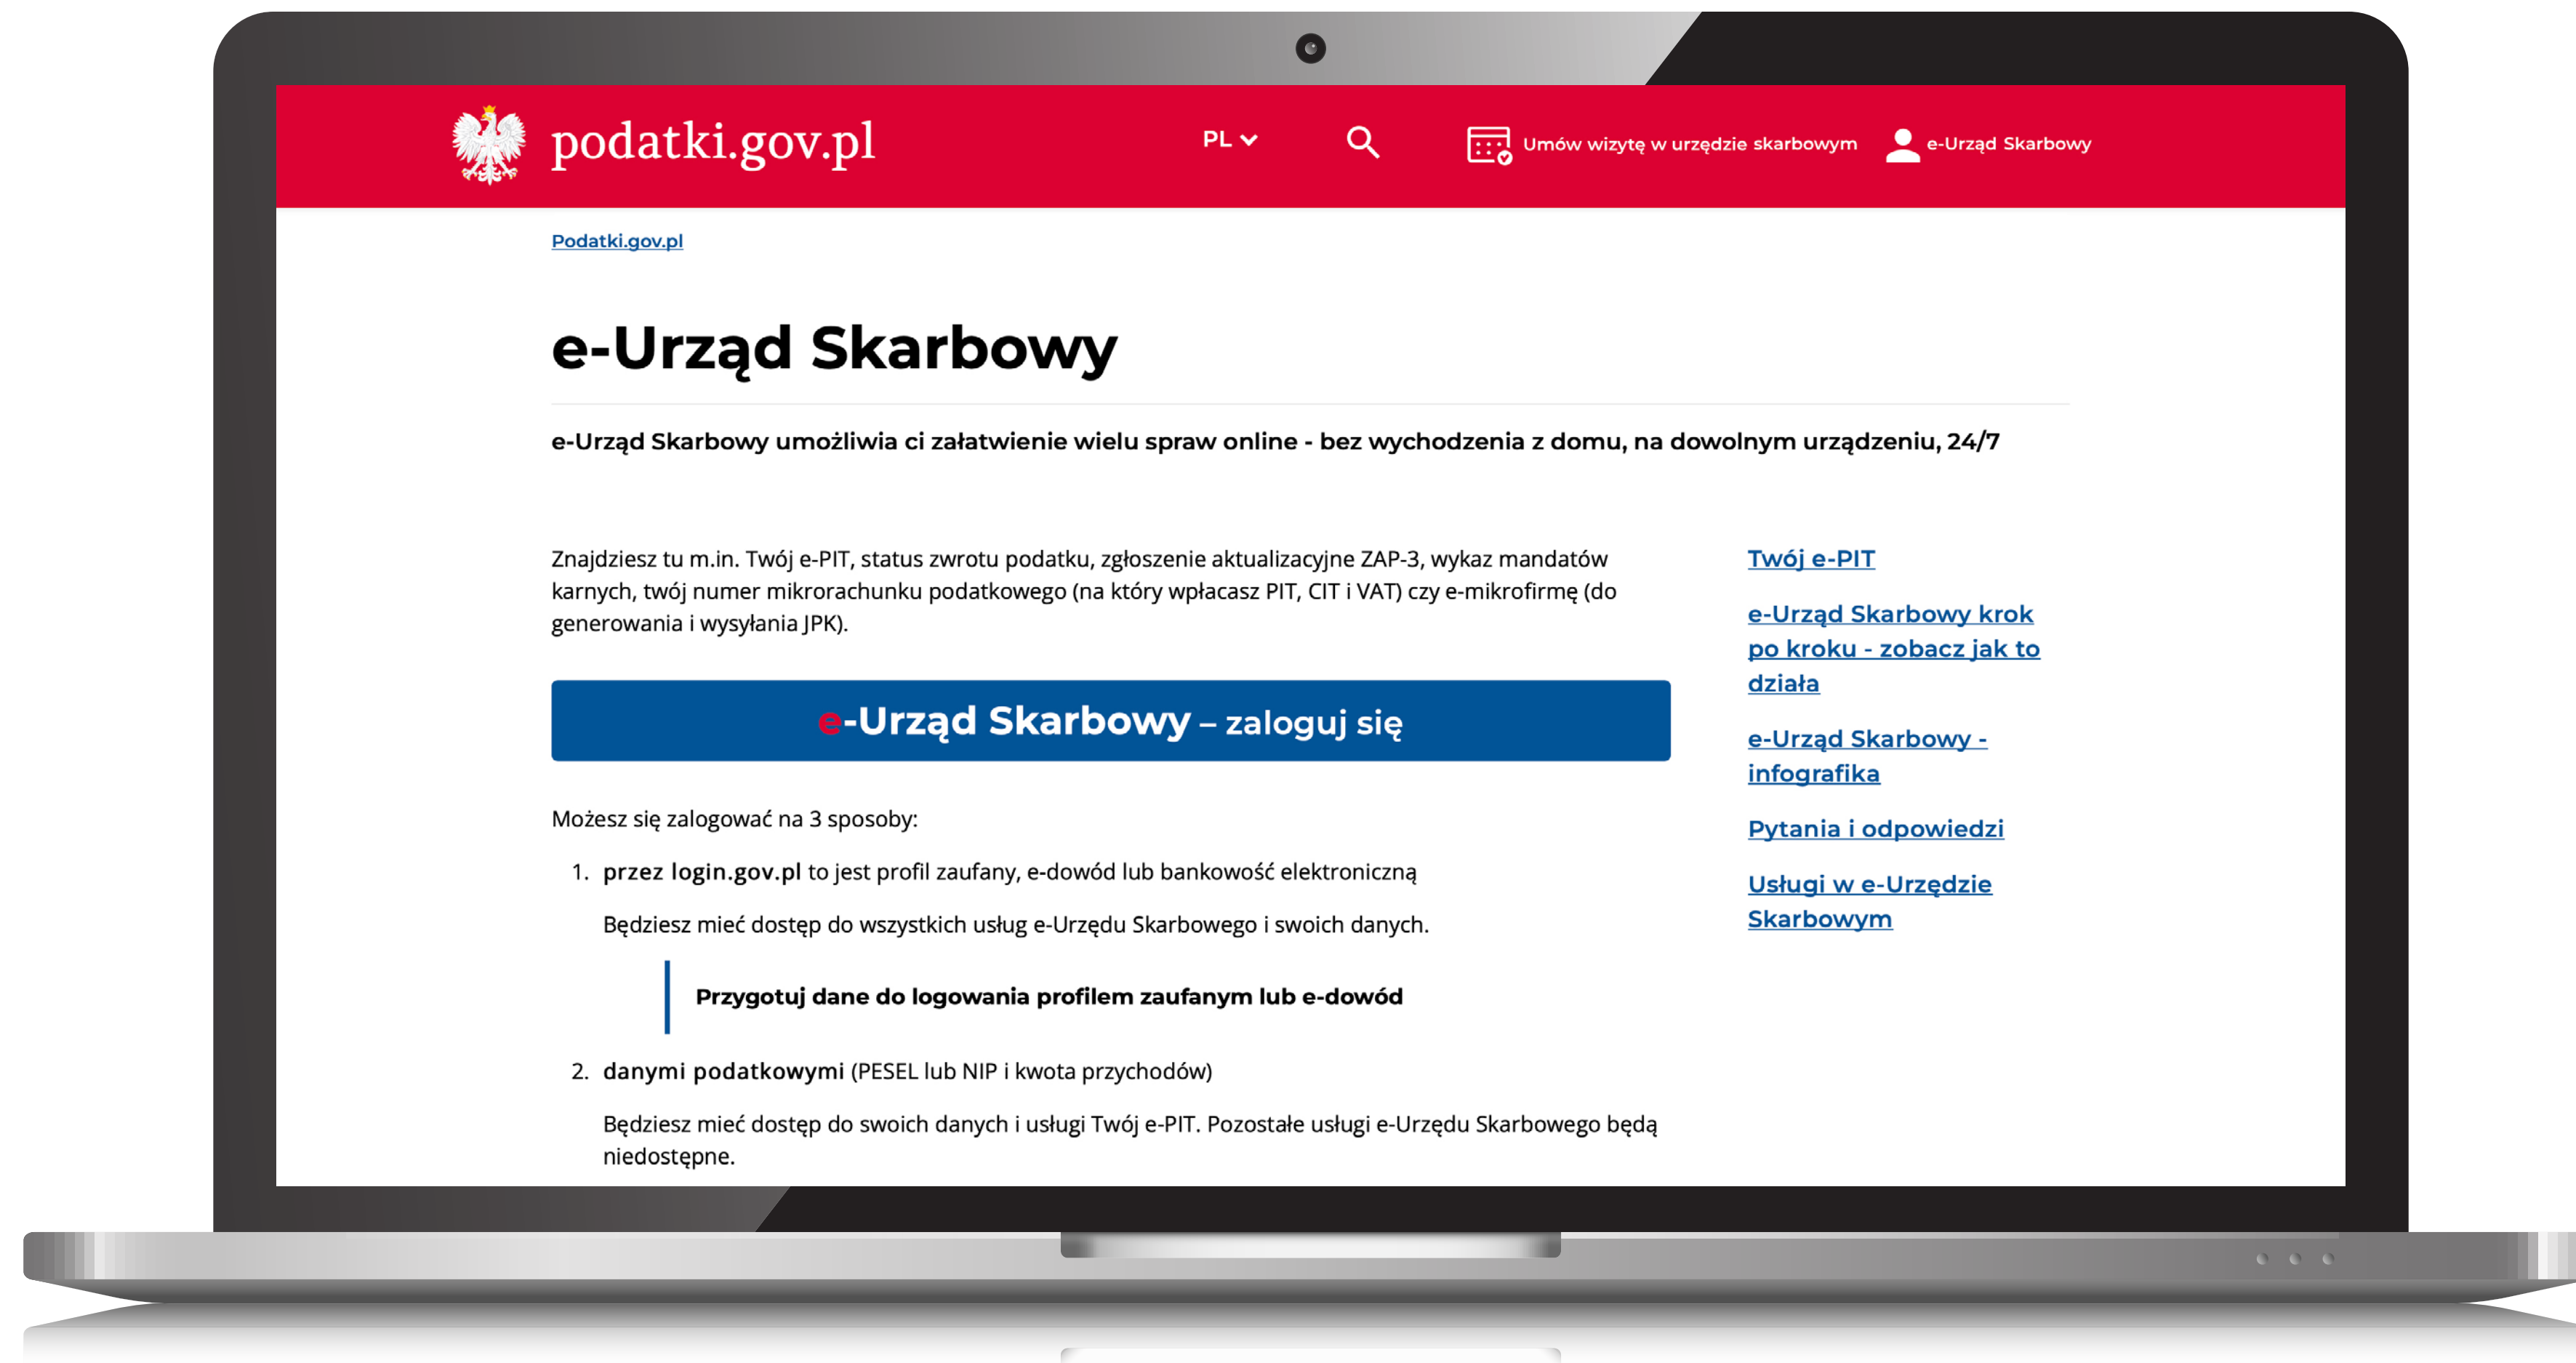 podatki.gov.pl
PL
Umów wizytę w urzędzie skarbowym
e-Urząd Skarbowy
Podatki.gov.pl
e-Urząd Skarbowy
e-Urząd Skarbowy umożliwia ci załatwienie wielu spraw online - bez wychodzenia z domu, na dowolnym urządzeniu, 24/7
Znajdziesz tu m.in. Twój e-PIT, status zwrotu podatku, zgłoszenie aktualizacyjne ZAP-3, wykaz mandatów
karnych, twój numer mikrorachunku podatkowego (na który wpłacasz PIT, CIT i VAT) czy e-mikrofirmę (do
generowania i wysyłania JPK).
e-Urząd Skarbowy – zaloguj się
Możesz się zalogować na 3 sposoby:
1. przez login.gov.pl to jest profil zaufany, e-dowód lub bankowość elektroniczną
Będziesz mieć dostęp do wszystkich usług e-Urzędu Skarbowego i swoich danych.
Przygotuj dane do logowania profilem zaufanym lub e-dowód
2. danymi podatkowymi (PESEL lub NIP i kwota przychodów)
Będziesz mieć dostęp do swoich danych i usługi Twój e-PIT. Pozostałe usługi e-Urzędu Skarbowego będą
niedostępne.
Twój e-PIT
e-Urząd Skarbowy krok
po kroku - zobacz jak to
działa
e-Urząd Skarbowy -
infografika
Pytania i odpowiedzi
Usługi w e-Urzędzie
Skarbowym